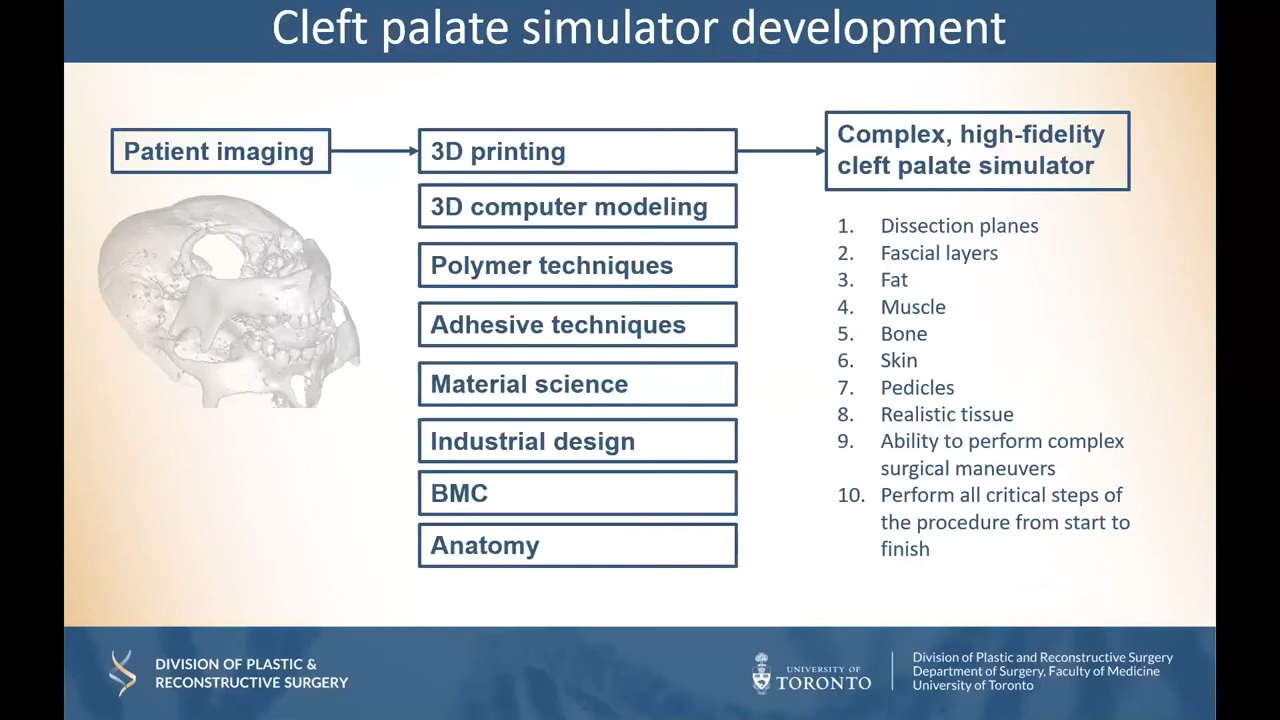 Cleft palate simulator development
Patient imaging
3D printing
3D computer modeling
Polymer techniques
Adhesive techniques
Material science
Industrial design
BMC
Anatomy
Complex, high-fidelity
cleft palate simulator
1. Dissection planes
2. Fascial layers
3. Fat
4. Muscle
5. Bone
6. Skin
7. Pedicles
8. Realistic tissue
9. Ability to perform complex
surgical maneuvers
10. Perform all critical steps of
the procedure from start to
finish
DIVISION OF PLASTIC &
RECONSTRUCTIVE SURGERY
UNIVERSITY OF
TORONTO
Division of Plastic and Reconstructive Surgery
Department of Surgery, Faculty of Medicine
University of Toronto